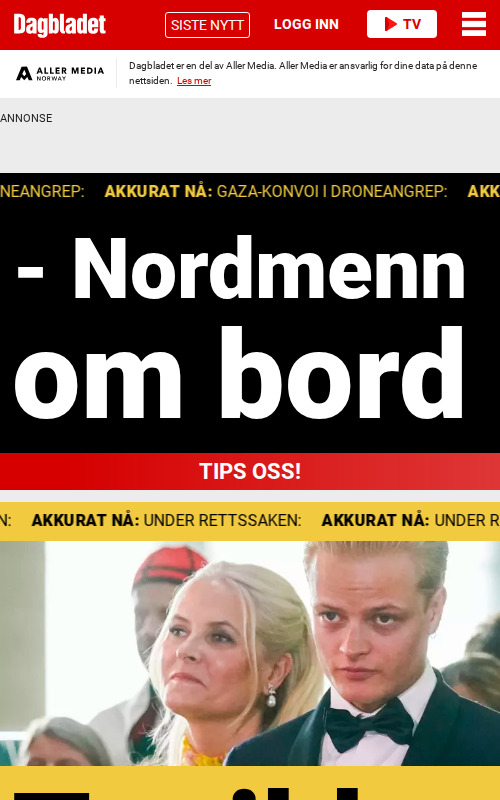 Dagbladet
SISTE NYTT
LOGG INN
TV
ALLER MEDIA
NORWAY
Dagbladet er en del av Aller Media. Aller Media er ansvarlig for dine data på denne
nettsiden. Les mer
ANNONSE
NEANGREP: AKKURAT NÅ: GAZA-KONVOI I DRONEANGREP: AKK
- Nordmenn
om bord
TIPS OSS!
N: AKKURAT NÅ: UNDER RETTSSAKEN: AKKURAT NÅ: UNDER R